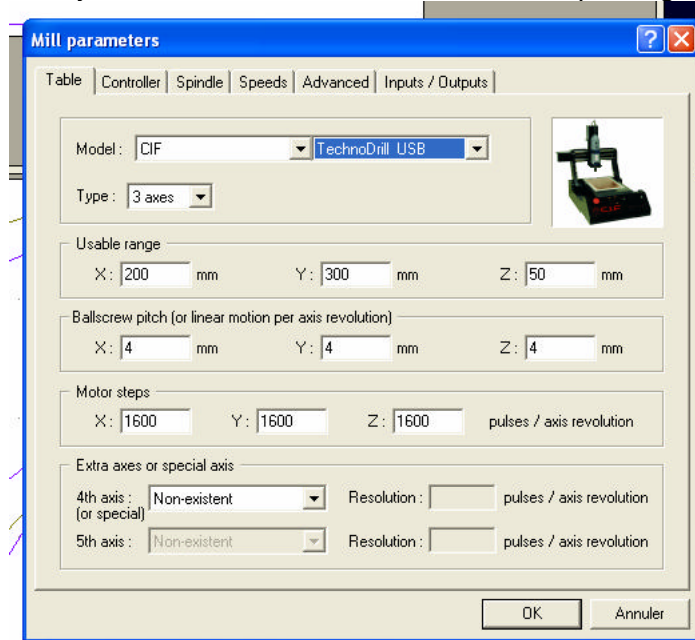 Mill parameters
Table Controller Spindle Speeds Advanced Inputs / Outputs
Model : CIF TechnoDrill USB
Type : 3 axes
Usable range
X : 200 mm Y : 300 mm Z : 50 mm
Ballscrew pitch (or linear motion per axis revolution)
X : 4 mm Y : 4 mm Z : 4 mm
Motor steps
X : 1600 Y : 1600 Z : 1600 pulses / axis revolution
Extra axes or special axis
4th axis : Non-existent Resolution : pulses / axis revolution
(or special)
5th axis : Non-existent Resolution : pulses / axis revolution
OK Annuler